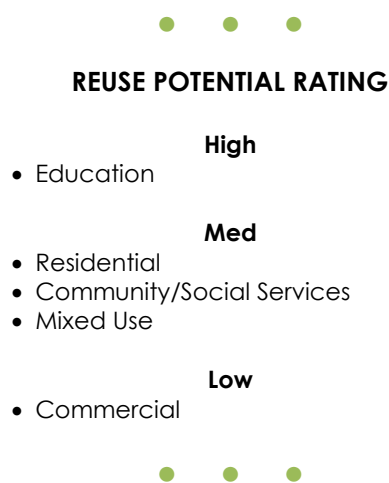 REUSE POTENTIAL RATING
High
• Education
Med
• Residential
• Community/Social Services
• Mixed Use
Low
• Commercial